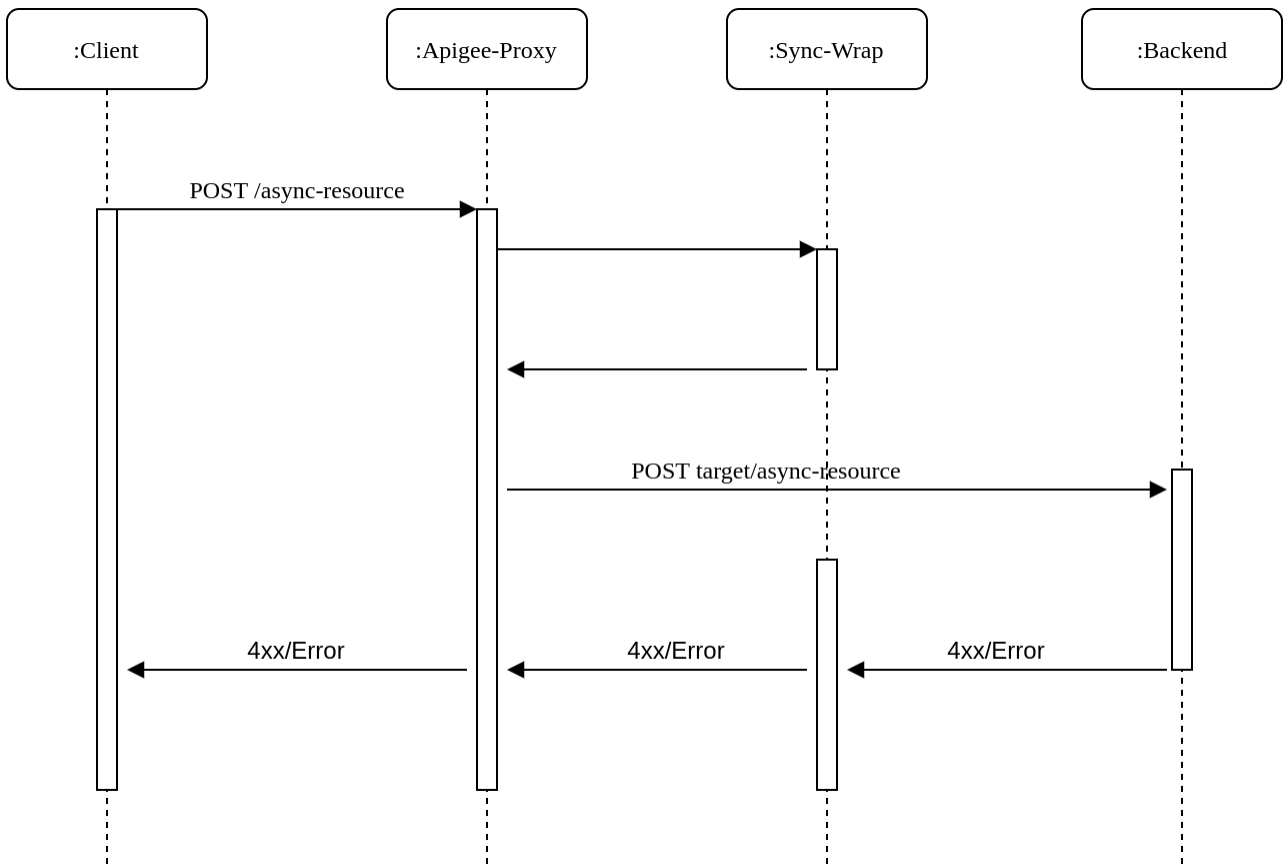 :Client
:Apigee-Proxy
:Sync-Wrap
:Backend
POST /async-resource
POST target/async-resource
4xx/Error
4xx/Error
4xx/Error